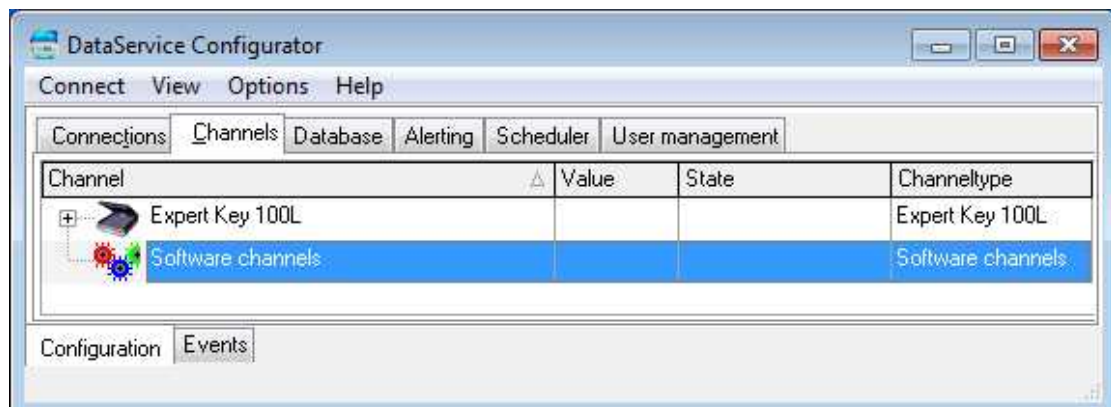 DataService Configurator
Connect View Options Help
Connections Channels Database Alerting Scheduler User management
Channel Value State Channeltype
Expert Key 100L Expert Key 100L
Software channels Software channels
Configuration Events